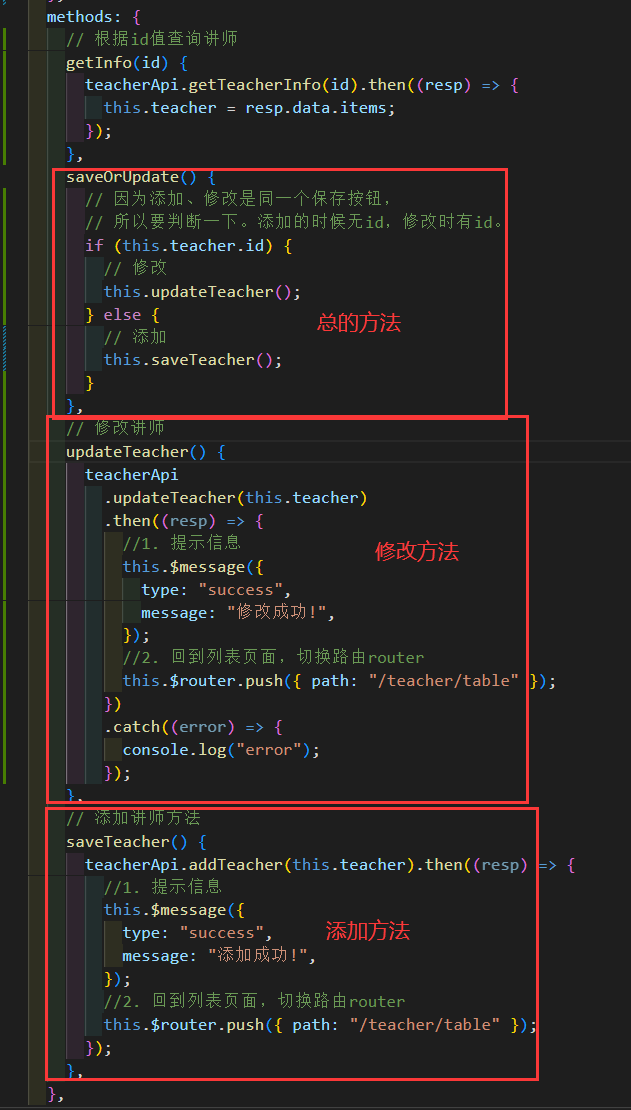 methods: {
// 根据id值查询讲师
getInfo(id) {
teacherApi.getTeacherInfo(id).then((resp) => {
this.teacher = resp.data.items;
});
},
saveOrUpdate() {
// 因为添加、修改是同一个保存按钮，
// 所以要判断一下。添加的时候无id，修改时有id。
if (this.teacher.id) {
// 修改
this.updateTeacher();
} else {
总的方法
// 添加
this.saveTeacher();
}
},
// 修改讲师
updateTeacher() {
teacherApi
.updateTeacher(this.teacher)
.then((resp) => {
//1. 提示信息
修改方法
this.$message({
type: "success",
message: "修改成功!",
});
//2. 回到列表页面，切换路由router
this.$router.push({ path: "/teacher/table" });
})
.catch((error) => {
console.log("error");
});
},
// 添加讲师方法
saveTeacher() {
teacherApi.addTeacher(this.teacher).then((resp) => {
//1. 提示信息
this.$message({
type: "success",
添加方法
message: "添加成功!",
});
//2. 回到列表页面，切换路由router
this.$router.push({ path: "/teacher/table" });
});
},
},